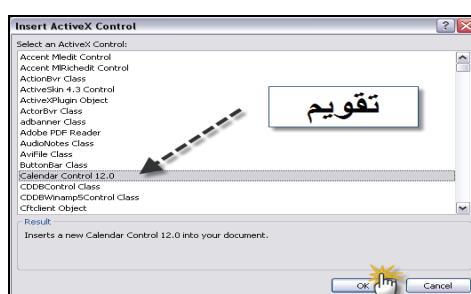 Insert ActiveX Control
Select an ActiveX Control:
Accent Mledit Control
Accent MlRichedit Control
ActionBvr Class
ActiveSkin 4.3 Control
ActiveXPlugin Object
ActorBvr Class
adbanner Class
Adobe PDF Reader
AudioNotes Class
AviFile Class
ButtonBar Class
Calendar Control 12.0
CDDBControl Class
CDDBWinamp5Control Class
Cftclient Object
تقويم
Result
Inserts a new Calendar Control 12.0 into your document.
OK
Cancel